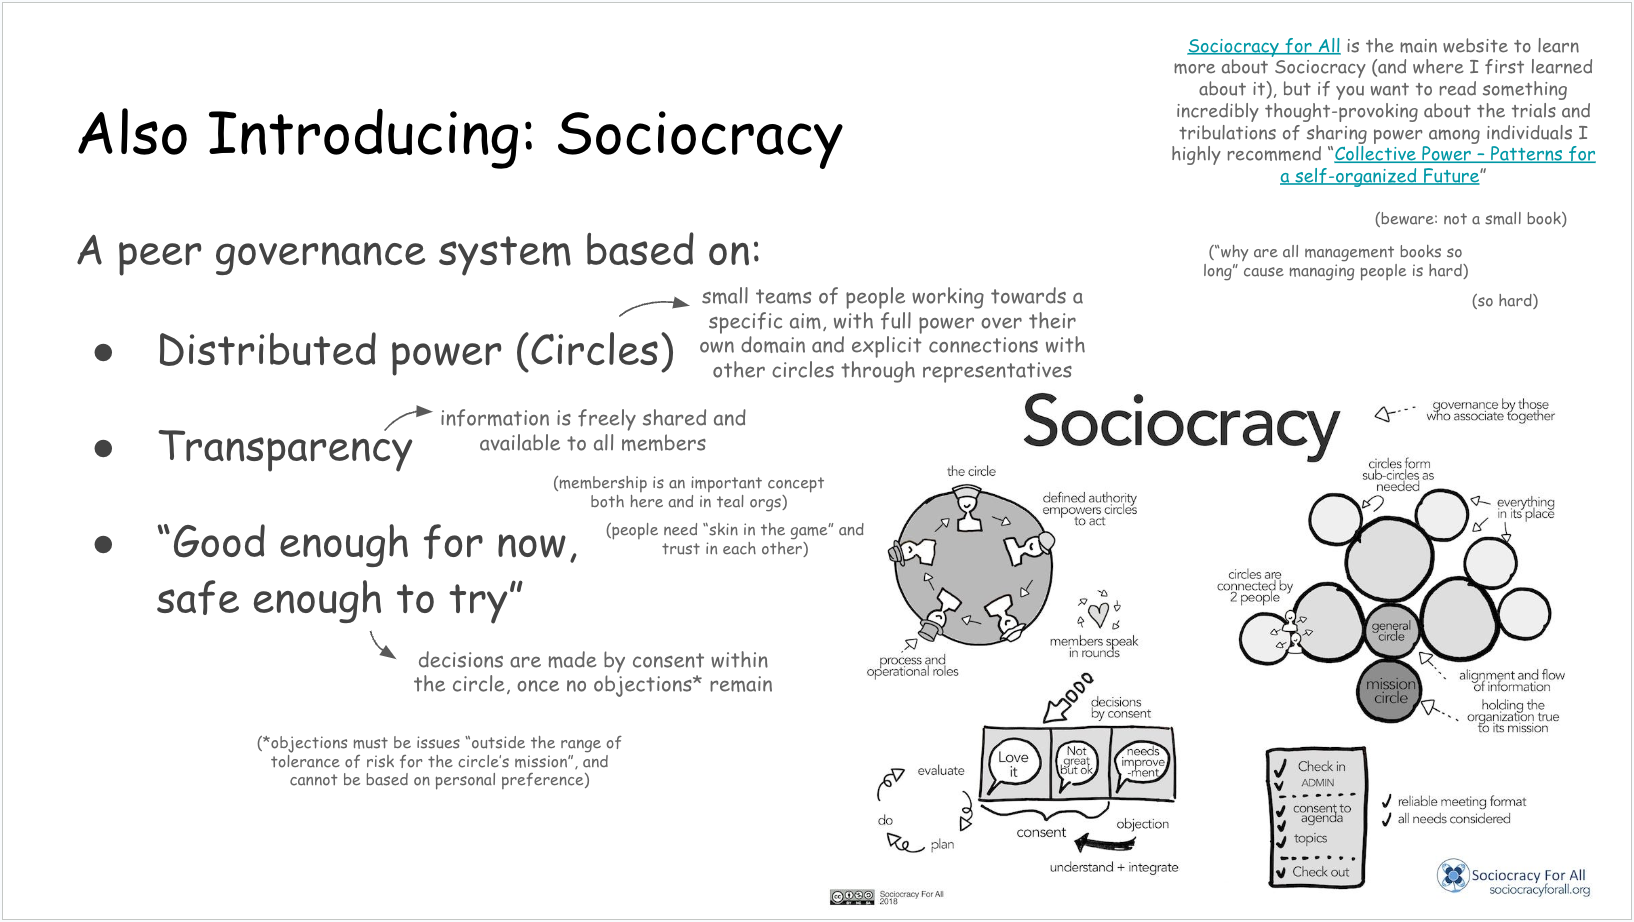 Sociocracy for All is the main website to learn
more about Sociocracy (and where I first learned
about it), but if you want to read something
incredibly thought-provoking about the trials and
tribulations of sharing power among individuals I
highly recommend “Collective Power – Patterns for
a self-organized Future”
(beware: not a small book)
(“why are all management books so
long” cause managing people is hard)
(so hard)
Also Introducing: Sociocracy
A peer governance system based on:
● Distributed power (Circles)
small teams of people working towards a
specific aim, with full power over their
own domain and explicit connections with
other circles through representatives
● Transparency
information is freely shared and
available to all members
(membership is an important concept
both here and in teal orgs)
(people need “skin in the game” and
trust in each other)
● “Good enough for now,
safe enough to try”
decisions are made by consent within
the circle, once no objections* remain
(*objections must be issues “outside the range of
tolerance of risk for the circle’s mission”, and
cannot be based on personal preference)
Sociocracy
governance by those
who associate together
the circle
defined authority
empowers circles
to act
members speak
in rounds
process and
operational roles
circles form
sub-circles as
needed
everything
in its place
circles are
connected by
2 people
general
circle
mission
circle
alignment and flow
of information
holding the
organization true
to its mission
decisions
by consent
Love
it
Not
great
but ok
needs
improve
-ment
evaluate
do
plan
consent
objection
understand + integrate
Check in
ADMIN
consent to
agenda
topics
Check out
reliable meeting format
all needs considered
cc BY NC SA
Sociocracy For All
2018
Sociocracy For All
sociocracyforall.org